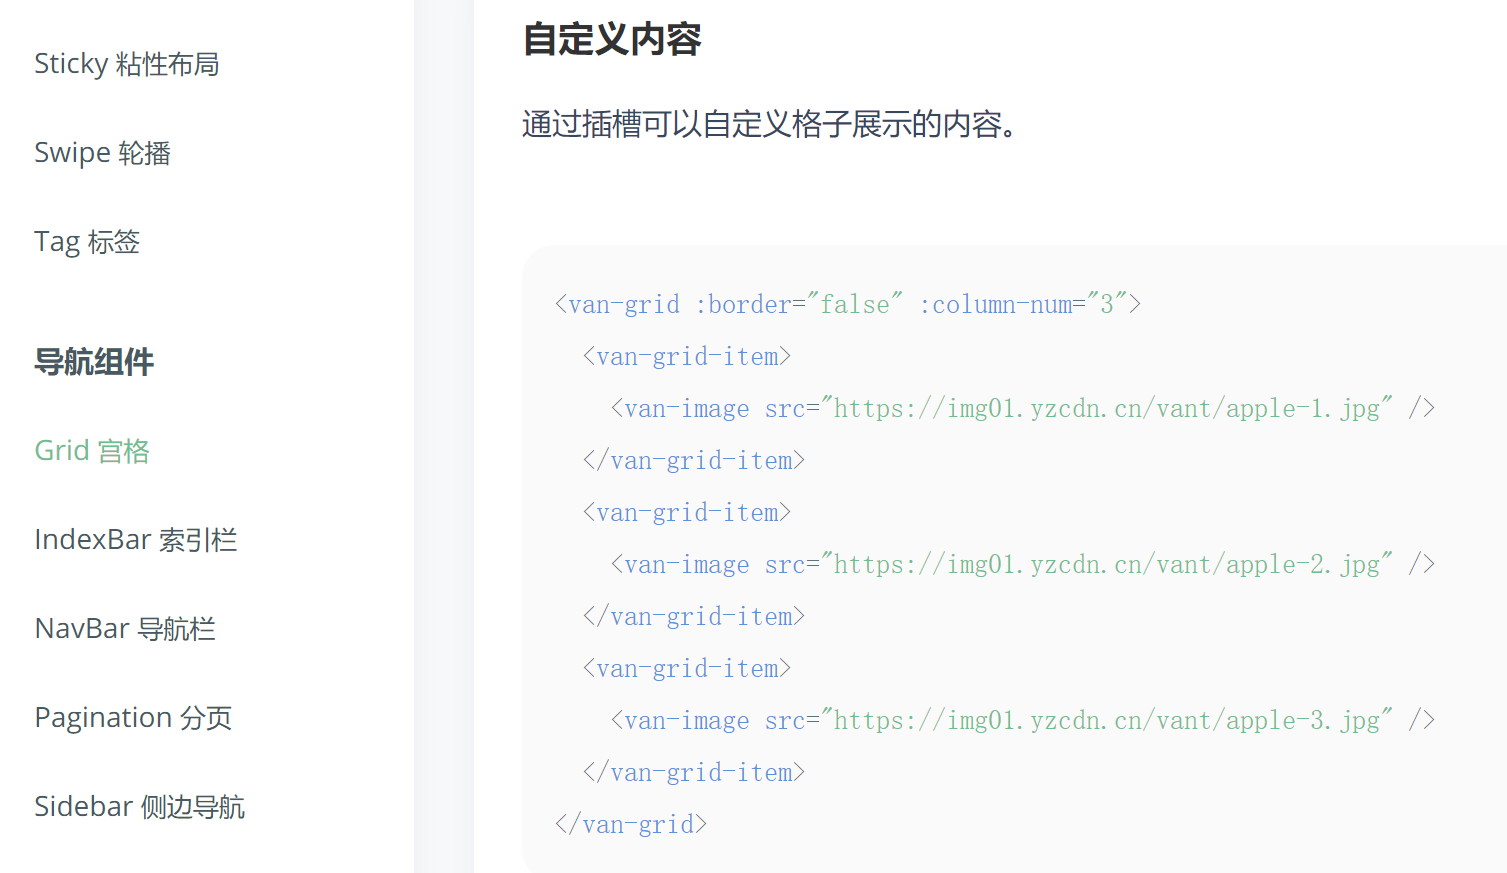 Sticky 粘性布局
Swipe 轮播
Tag 标签
导航组件
Grid 宫格
IndexBar 索引栏
NavBar 导航栏
Pagination 分页
Sidebar 侧边导航
自定义内容
通过插槽可以自定义格子展示的内容。
<van-grid :border="false" :column-num="3">
  <van-grid-item>
    <van-image src="https://img01.yzcdn.cn/vant/apple-1.jpg" />
  </van-grid-item>
  <van-grid-item>
    <van-image src="https://img01.yzcdn.cn/vant/apple-2.jpg" />
  </van-grid-item>
  <van-grid-item>
    <van-image src="https://img01.yzcdn.cn/vant/apple-3.jpg" />
  </van-grid-item>
</van-grid>